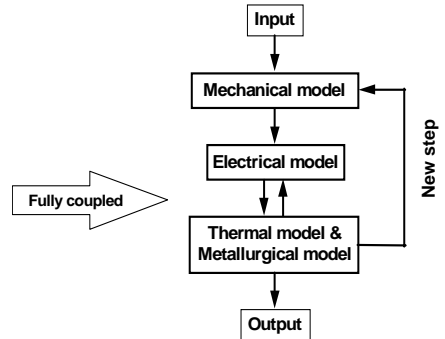 Input
Mechanical model
New step
Electrical model
Fully coupled
Thermal model &
Metallurgical model
Output